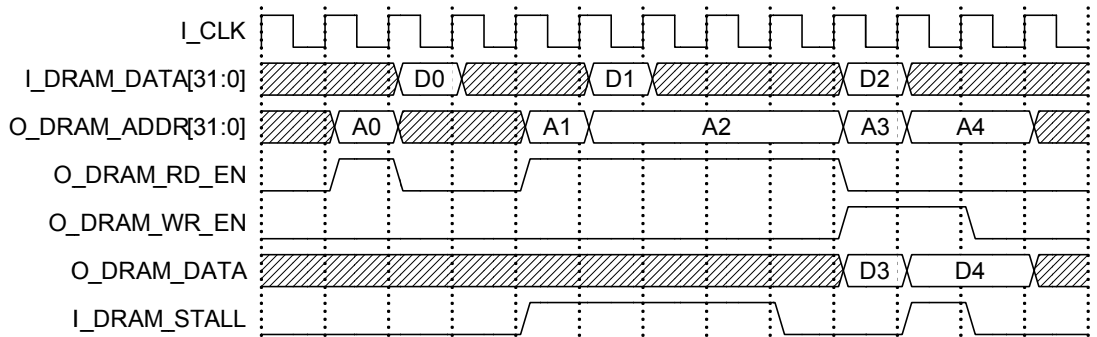 I_CLK
I_DRAM_DATA[31:0] D0 D1 D2
O_DRAM_ADDR[31:0] A0 A1 A2 A3 A4
O_DRAM_RD_EN
O_DRAM_WR_EN
O_DRAM_DATA D3 D4
I_DRAM_STALL